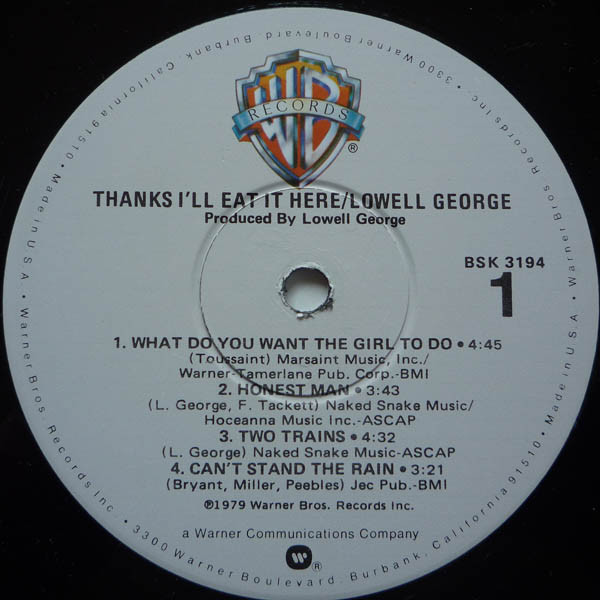 WB
RECORDS
®
THANKS I'LL EAT IT HERE/LOWELL GEORGE
Produced By Lowell George
BSK 3194
1
1. WHAT DO YOU WANT THE GIRL TO DO • 4:45
(Toussaint) Marsaint Music, Inc./
Warner-Tamerlane Pub. Corp.-BMI
2. HONEST MAN • 3:43
(L. George, F. Tackett) Naked Snake Music/
Hoceanna Music Inc.-ASCAP
3. TWO TRAINS • 4:32
(L. George) Naked Snake Music-ASCAP
4. CAN'T STAND THE RAIN • 3:21
(Bryant, Miller, Peebles) Jec Pub.-BMI
℗1979 Warner Bros. Records Inc.
a Warner Communications Company
W ®
Warner Bros Records Inc. • 3300 Warner Boulevard, Burbank, California 91510 • Made in U.S.A. • Warner Bros Records Inc. • 3300 Warner Boulevard, Burbank, California 91510 • Made in U.S.A. •